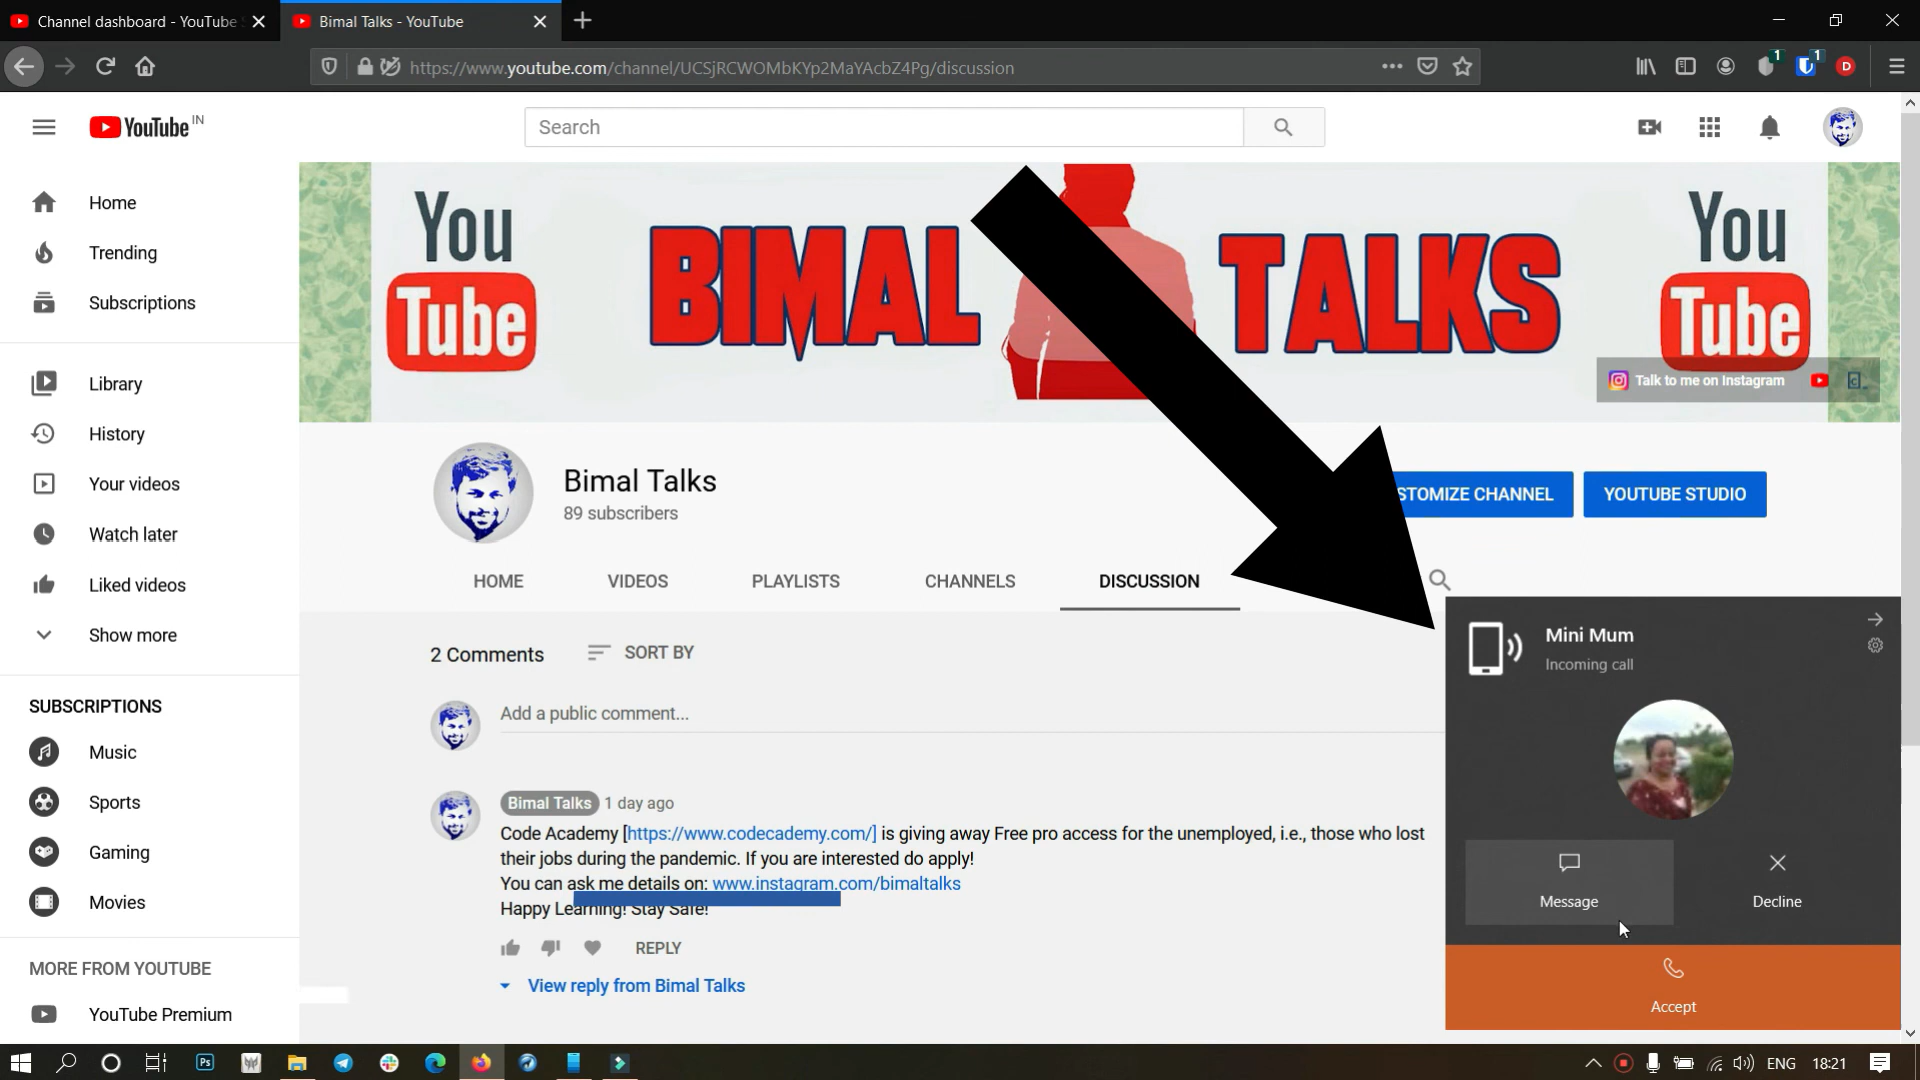 Channel dashboard - YouTube
Bimal Talks - YouTube
https://www.youtube.com/channel/UCSjRCWOMbKYp2MaYAcbZ4Pg/discussion
1
1
D
YouTube IN
Search
Home
Trending
Subscriptions
Library
History
Your videos
Watch later
Liked videos
Show more
SUBSCRIPTIONS
Music
Sports
Gaming
Movies
MORE FROM YOUTUBE
YouTube Premium
You Tube
BIMAL TALKS
You Tube
Talk to me on Instagram
Bimal Talks
89 subscribers
STOMIZE CHANNEL
YOUTUBE STUDIO
HOME
VIDEOS
PLAYLISTS
CHANNELS
DISCUSSION
2 Comments
SORT BY
Add a public comment...
Bimal Talks 1 day ago
Code Academy [https://www.codecademy.com/] is giving away Free pro access for the unemployed, i.e., those who lost
their jobs during the pandemic. If you are interested do apply!
You can ask me details on: www.instagram.com/bimaltalks
Happy Learning! Stay Safe!
REPLY
View reply from Bimal Talks
Mini Mum
Incoming call
Message
Decline
Accept
Ps
ENG
18:21